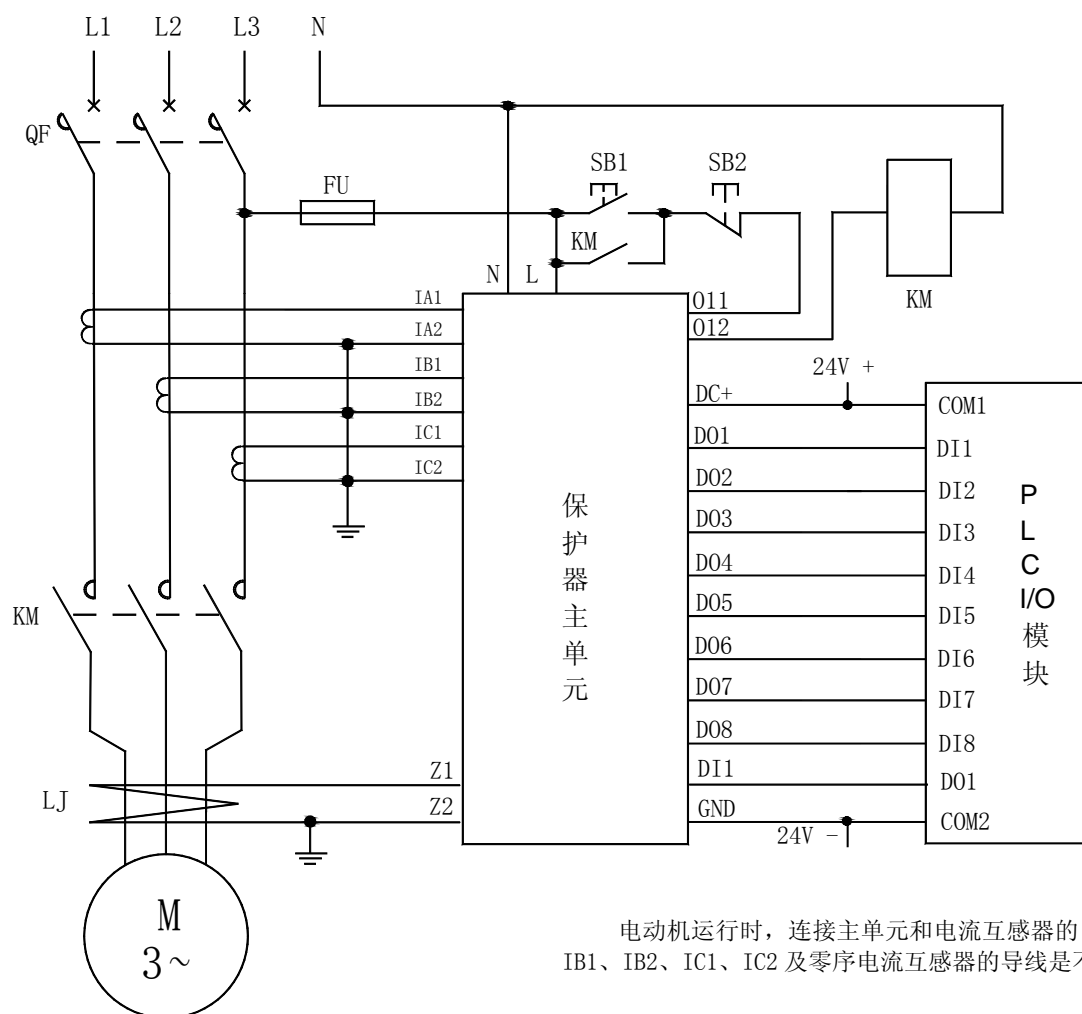 L1 L2 L3 N
QF
FU
SB1 SB2
KM
N L
KM
IA1
IA2
IB1
IB2
IC1
IC2
O11
O12
24V +
DC+ COM1
DO1 DI1
DO2 DI2
DO3 DI3
DO4 DI4
DO5 DI5
DO6 DI6
DO7 DI7
DO8 DI8
DI1 DO1
GND COM2
24V -
保护器主单元
PLC I/O 模块
KM
LJ
Z1
Z2
M
3~
电动机运行时，连接主单元和电流互感器的
IB1、IB2、IC1、IC2 及零序电流互感器的导线是